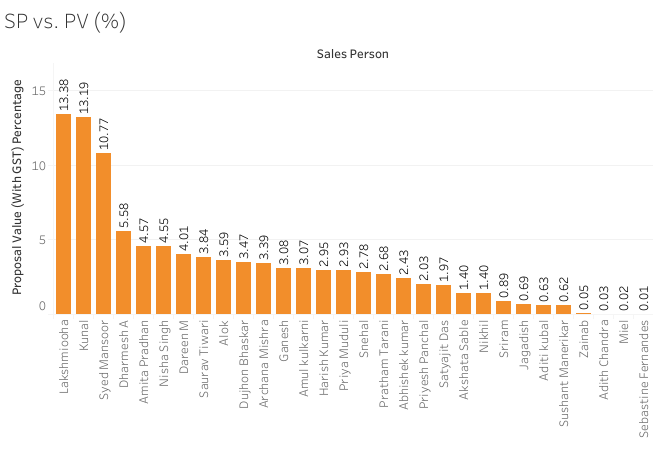 SP vs. PV (%)
Sales Person
Proposal Value (With GST) Percentage
15
10
5
0
13.38
13.19
10.77
5.58
4.57
4.55
4.01
3.84
3.59
3.47
3.39
3.08
3.07
2.95
2.93
2.78
2.68
2.43
2.03
1.97
1.40
1.40
0.89
0.69
0.63
0.62
0.05
0.03
0.02
0.01
Lakshmiooha
Kunal
Syed Mansoor
Dharmesh A
Amita Pradhan
Nisha Singh
Dareen M
Saurav Tiwari
Alok
Dujhon Bhaskar
Archana Mishra
Ganesh
Amul kulkarni
Harish Kumar
Priya Muduli
Snehal
Pratham Tarani
Abhishek kumar
Priyesh Panchal
Satyajit Das
Akshata Sable
Nikhil
Sriram
Jagadish
Aditi kubal
Sushant Manerikar
Zainab
Adith Chandra
Miel
Sebastine Fernandes